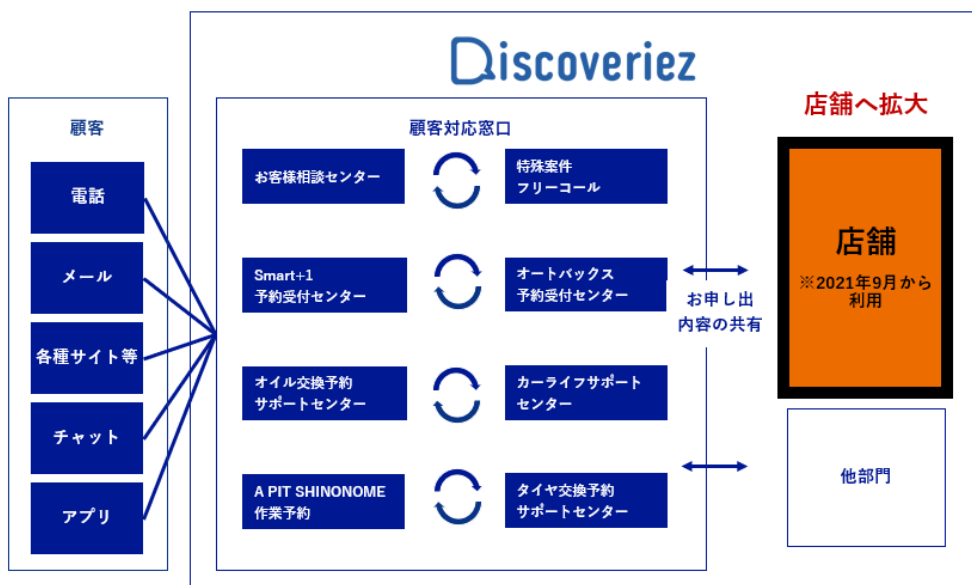 Discoveriez
顧客
電話
メール
各種サイト等
チャット
アプリ
顧客対応窓口
お客様相談センター
特殊案件
フリーコール
Smart+1
予約受付センター
オートバックス
予約受付センター
オイル交換予約
サポートセンター
カーライフサポート
センター
A PIT SHINONOME
作業予約
タイヤ交換予約
サポートセンター
お申し出
内容の共有
店舗へ拡大
店舗
※2021年9月から
利用
他部門